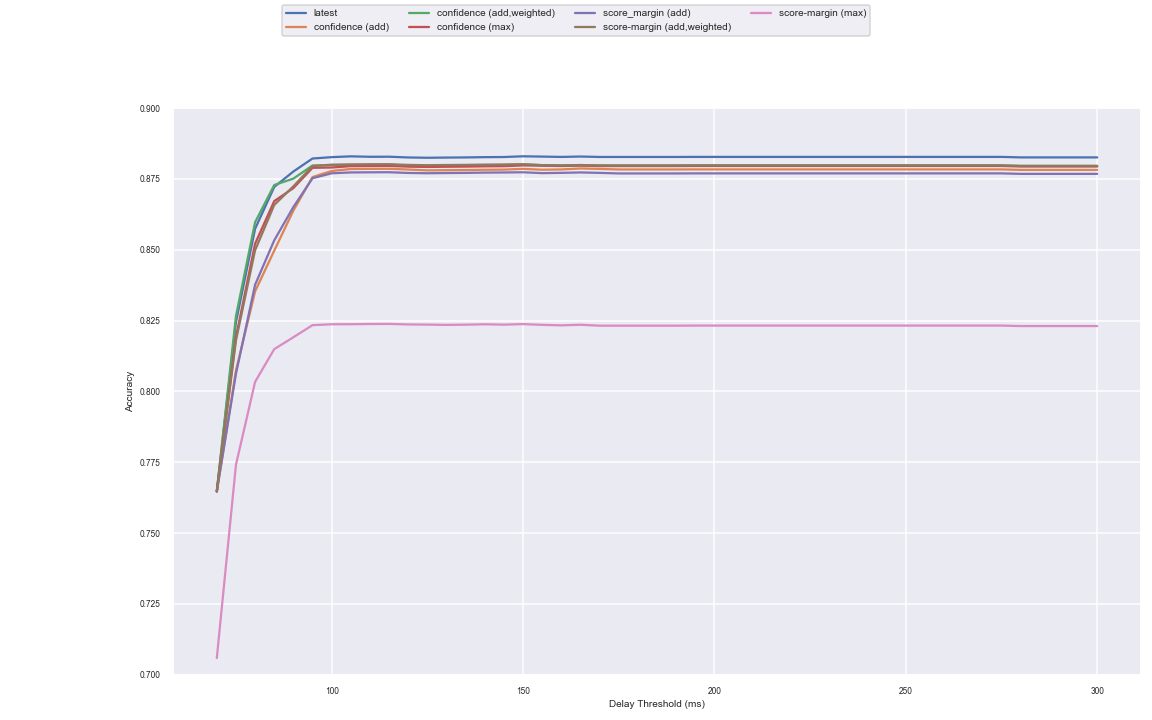 latest confidence (add,weighted) score_margin (add) score-margin (max)
confidence (add) confidence (max) score-margin (add,weighted)
0.900
0.875
0.850
0.825
0.800
0.775
0.750
0.725
0.700
Accuracy
100 150 200 250 300
Delay Threshold (ms)